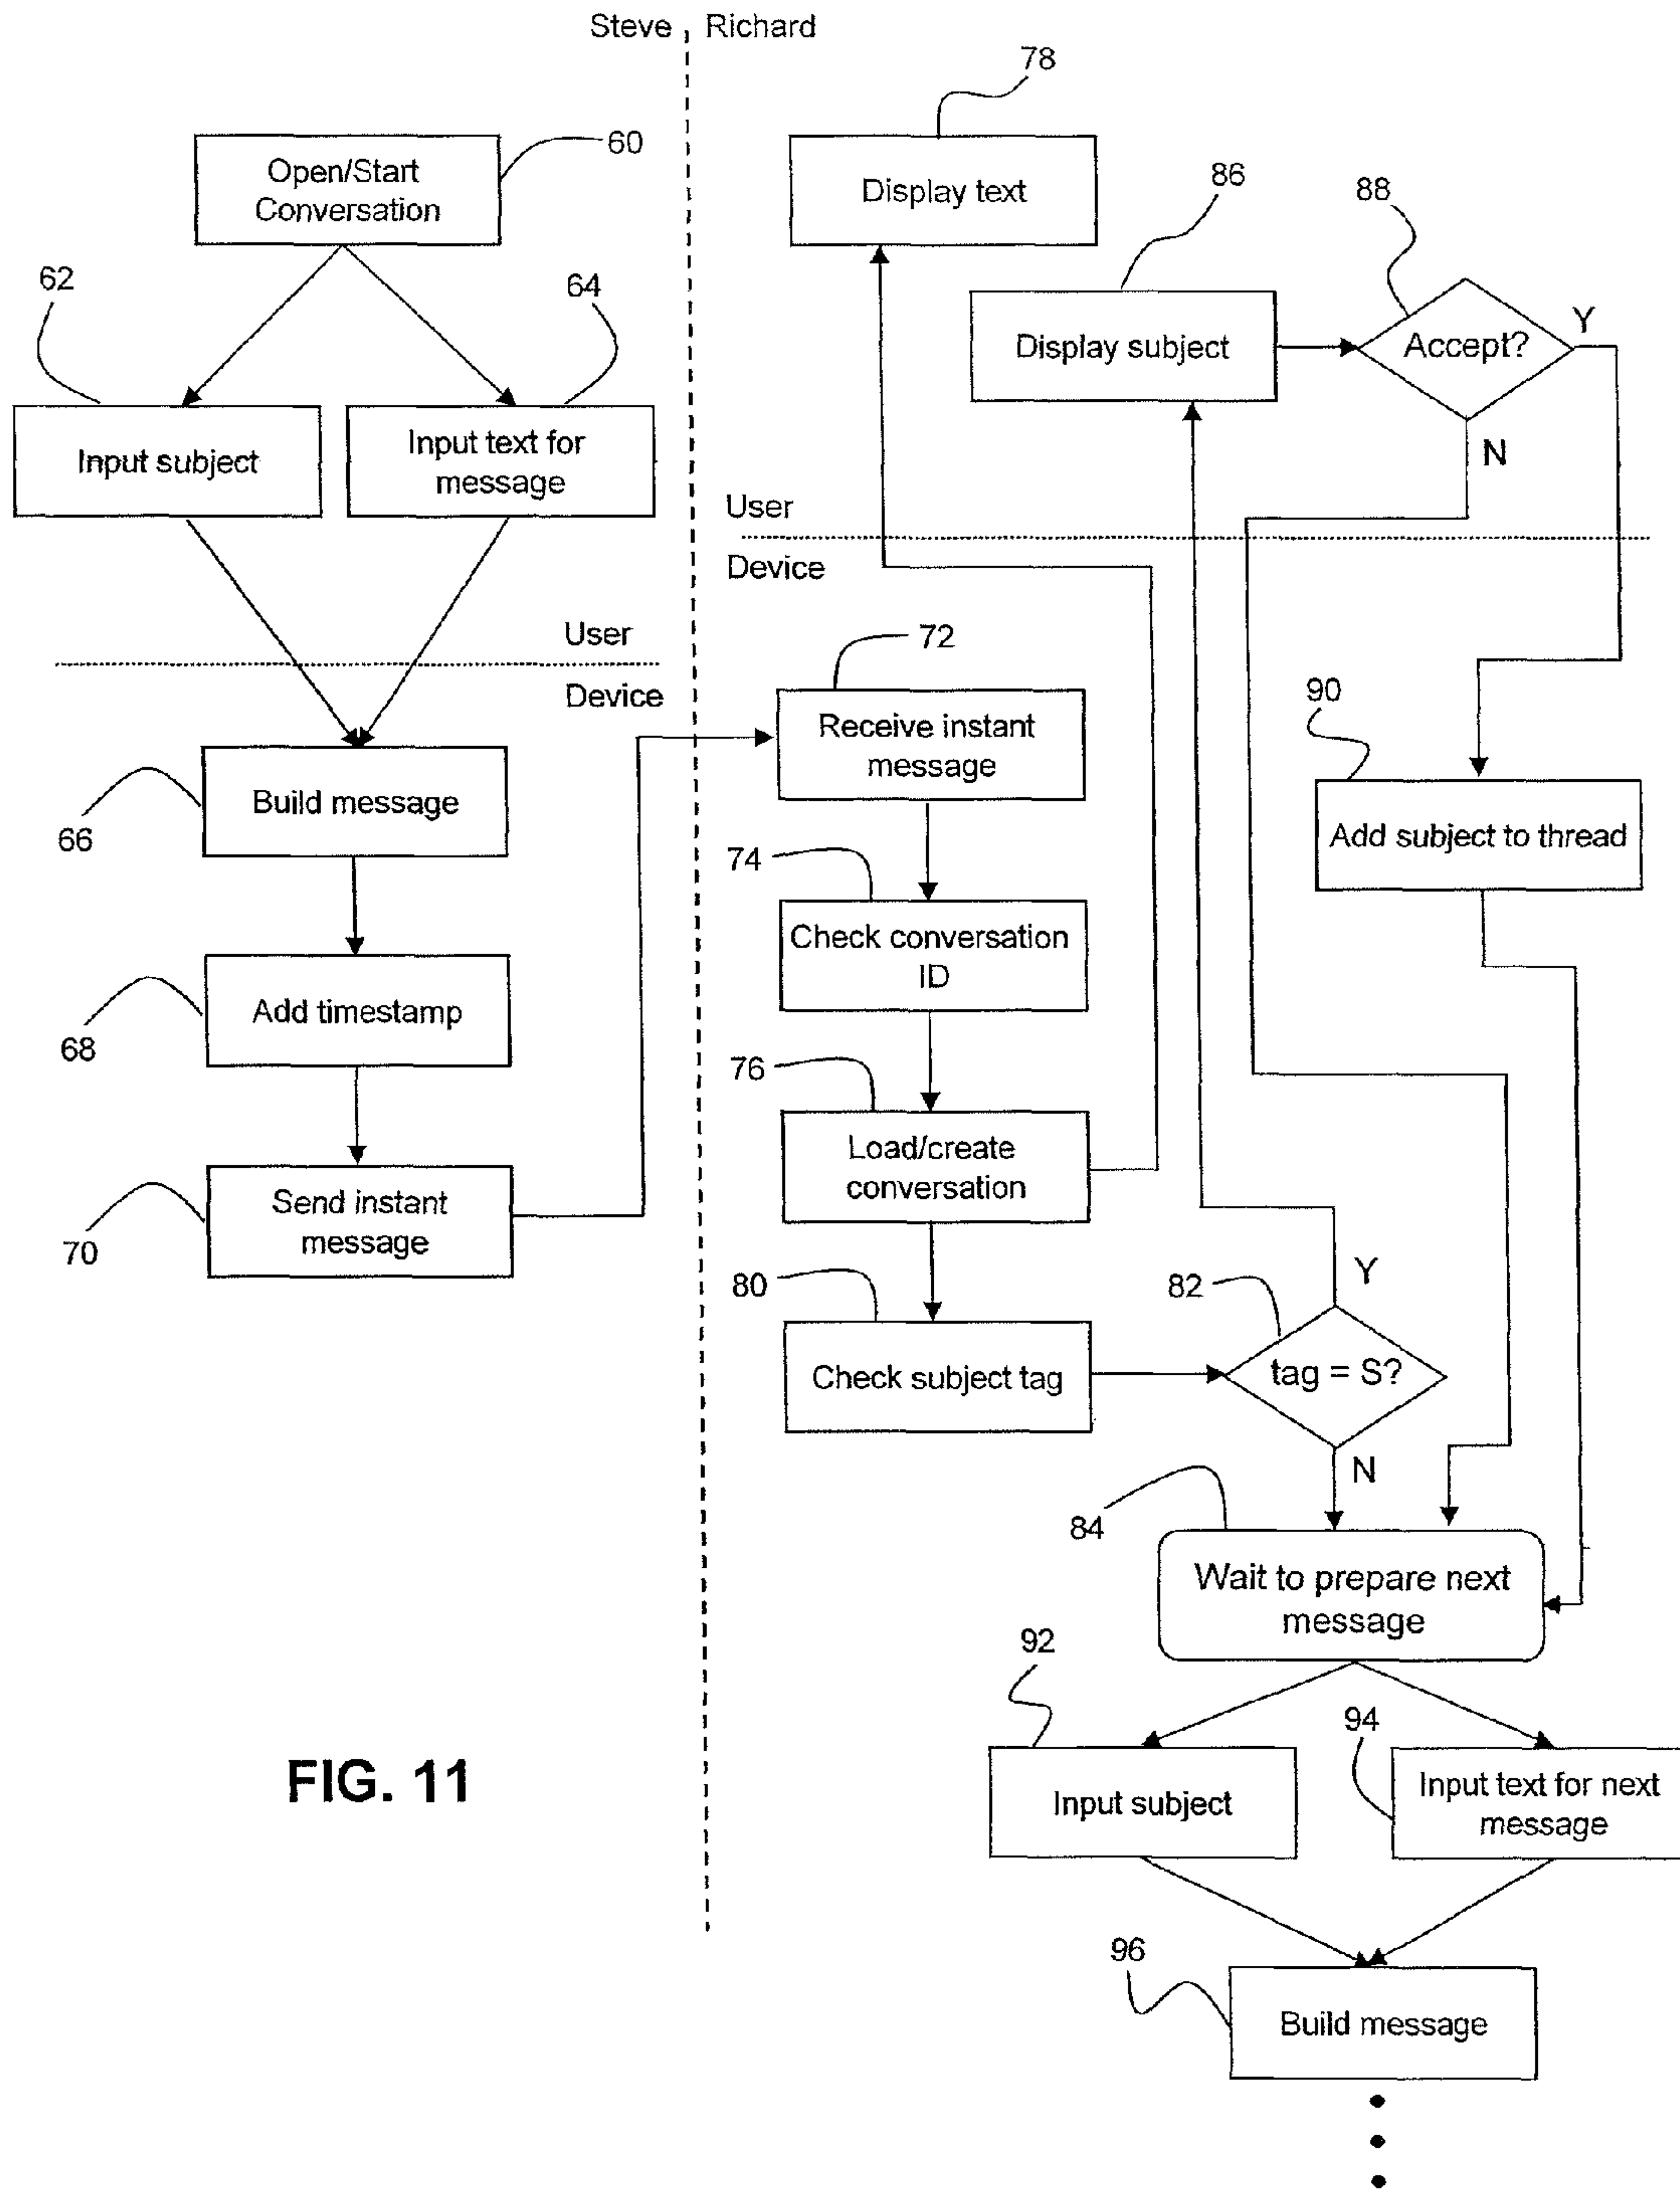 Steve
Richard
60
Open/Start
Conversation
62
64
Input subject
Input text for
message
User
Device
66
Build message
68
Add timestamp
70
Send instant
message
78
Display text
86
Display subject
88
Accept?
Y
N
User
Device
72
Receive instant
message
90
Add subject to thread
74
Check conversation
ID
76
Load/create
conversation
80
Check subject tag
82
Y
tag = S?
N
84
Wait to prepare next
message
92
Input subject
94
Input text for next
message
96
Build message
FIG. 11